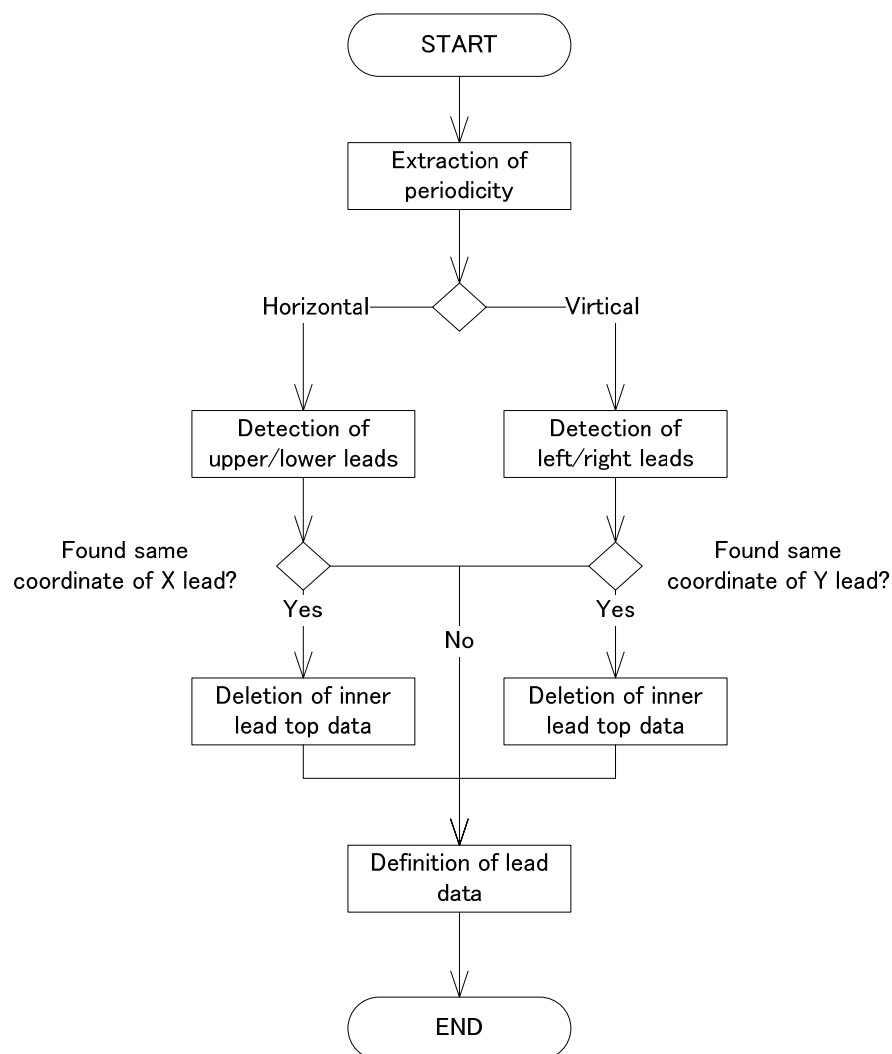 START
Extraction of
periodicity
Horizontal
Virtical
Detection of
upper/lower leads
Detection of
left/right leads
Found same
coordinate of X lead?
Found same
coordinate of Y lead?
Yes
Yes
No
Deletion of inner
lead top data
Deletion of inner
lead top data
Definition of lead
data
END